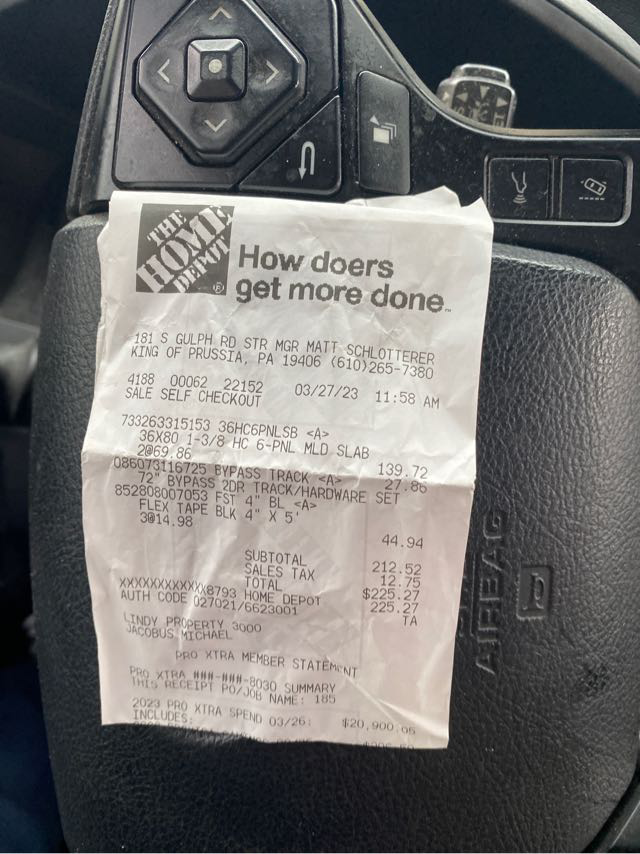 THE
HOME
DEPOT
®
How doers
get more done™
181 S GULPH RD STR MGR MATT SCHLOTTERER
KING OF PRUSSIA, PA 19406 (610)265-7380
4188 00062 22152 03/27/23 11:58 AM
SALE SELF CHECKOUT
733263315153 36HC6PNLSB <A>
36X80 1-3/8 HC 6-PNL MLD SLAB
2@69.86 139.72
086073116725 BYPASS TRACK <A> 27.86
72" BYPASS 2DR TRACK/HARDWARE SET
852808007053 FST 4" BL <A>
FLEX TAPE BLK 4" X 5'
3@14.98 44.94
SUBTOTAL 212.52
SALES TAX 12.75
TOTAL $225.27
XXXXXXXXXXXX8793 HOME DEPOT 225.27
AUTH CODE 027021/6623001 TA
LINDY PROPERTY 3000
JACOBUS MICHAEL
PRO XTRA MEMBER STATEMENT
PRO XTRA ###-###-8030 SUMMARY
THIS RECEIPT PO/JOB NAME: 185
2023 PRO XTRA SPEND 03/26: $20,900.05
INCLUDES:
AIRBAG